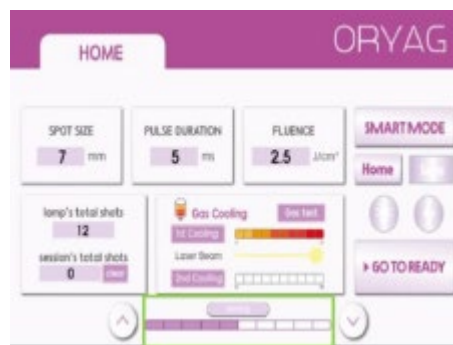 HOME
ORYAG
SPOT SIZE
7 mm
PULSE DURATION
5 ms
FLUENCE
2.5 J/cm²
SMART MODE
Home
lamp's total shots
12
session's total shots
0 clear
Gas Cooling
Gas test
1st Cooling
Laser Beam
2nd Cooling
GO TO READY